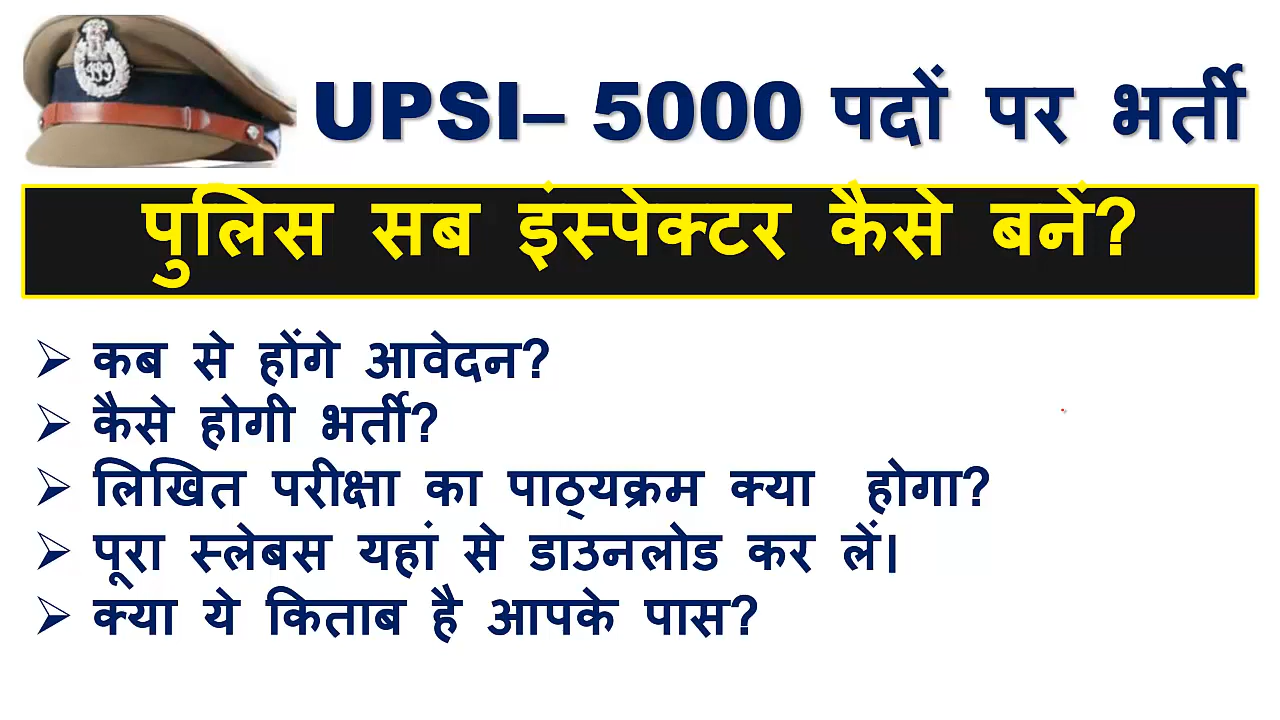 UPSI– 5000 पदों पर भर्ती
पुलिस सब इंस्पेक्टर कैसे बनें?
➢ कब से होंगे आवेदन?
➢ कैसे होगी भर्ती?
➢ लिखित परीक्षा का पाठ्यक्रम क्या होगा?
➢ पूरा स्लेबस यहां से डाउनलोड कर लें।
➢ क्या ये किताब है आपके पास?